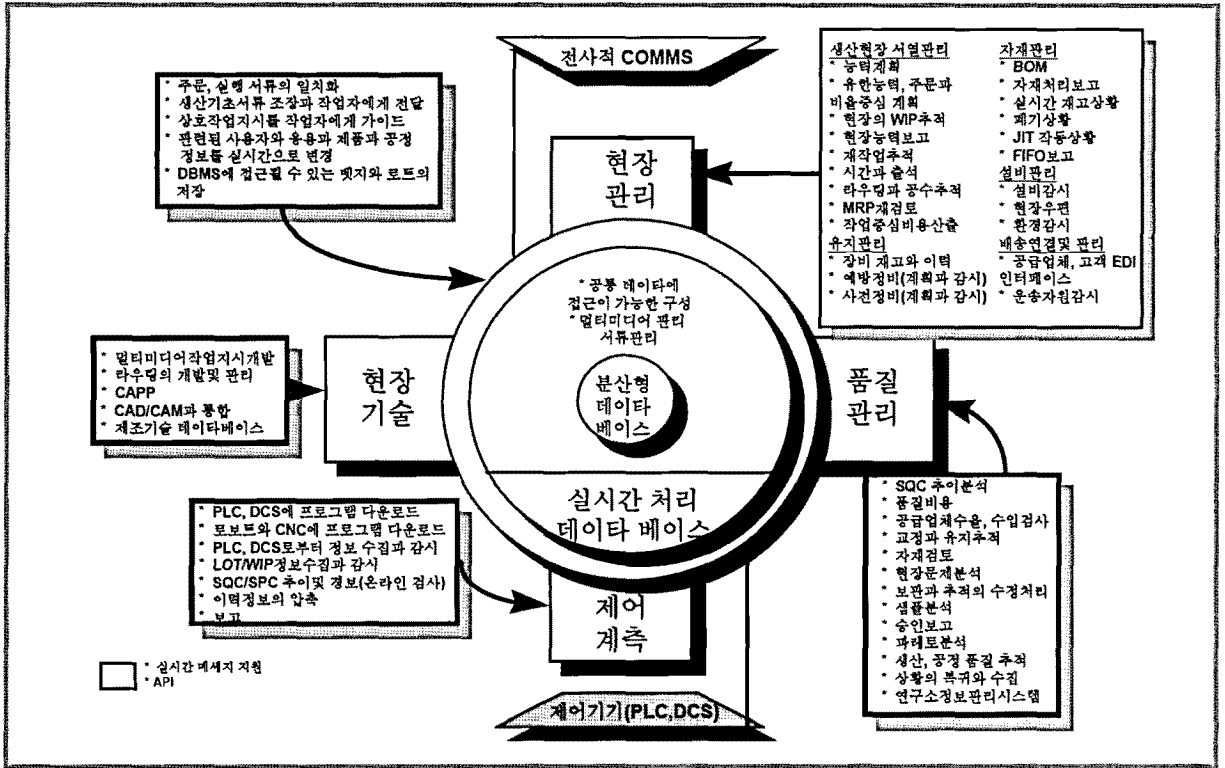 전사적 COMMS
* 주문, 실행 서류의 일치화
* 생산기초서류 조장과 작업자에게 전달
* 상호작업지시를 작업자에게 가이드
* 관련된 사용자와 응용과 제품과 공정
정보를 실시간으로 변경
* DBMS에 접근될 수 있는 뱃지와 로트의
저장
생산현장 서열관리
* 능력계획
* 유한능력, 주문과
비율중심 계획
* 현장의 WIP추적
* 현장능력보고
* 재작업추적
* 시간과 출석
* 라우팅과 공수추적
* MRP재검토
* 작업중심비용산출
유지관리
* 장비 재고와 이력
* 예방정비(계획과 감시)
* 사전정비(계획과 감시)
자재관리
* BOM
* 자재처리보고
* 실시간 재고상황
* 폐기상황
* JIT 작동상황
* FIFO보고
설비관리
* 설비감시
* 현장우편
* 환경감시
배송연결및 관리
* 공급업체, 고객 EDI
인터페이스
* 운송자원감시
현장
관리
* 공통 데이타에
접근이 가능한 구성
* 멀티미디어 관리
서류관리
분산형
데이타
베이스
* 멀티미디어작업지시개발
* 라우팅의 개발및 관리
* CAPP
* CAD/CAM과 통합
* 제조기술 데이타베이스
현장
기술
품질
관리
실시간 처리
데이타 베이스
* PLC, DCS에 프로그램 다운로드
* 로보트와 CNC에 프로그램 다운로드
* PLC, DCS로부터 정보 수집과 감시
* LOT/WIP정보수집과 감시
* SQC/SPC 추이및 경보(온라인 검사)
* 이력정보의 압축
* 보고
제어
계측
* SQC 추이분석
* 품질비용
* 공급업체수율, 수입검사
* 교정과 유지추적
* 자재검토
* 현장문제분석
* 보관과 추적의 수정처리
* 샘플분석
* 승인보고
* 파레토분석
* 생산, 공정 품질 추적
* 상황의 복귀와 수집
* 연구소정보관리시스템
* 실시간 메세지 지원
* API
제어기기(PLC,DCS)